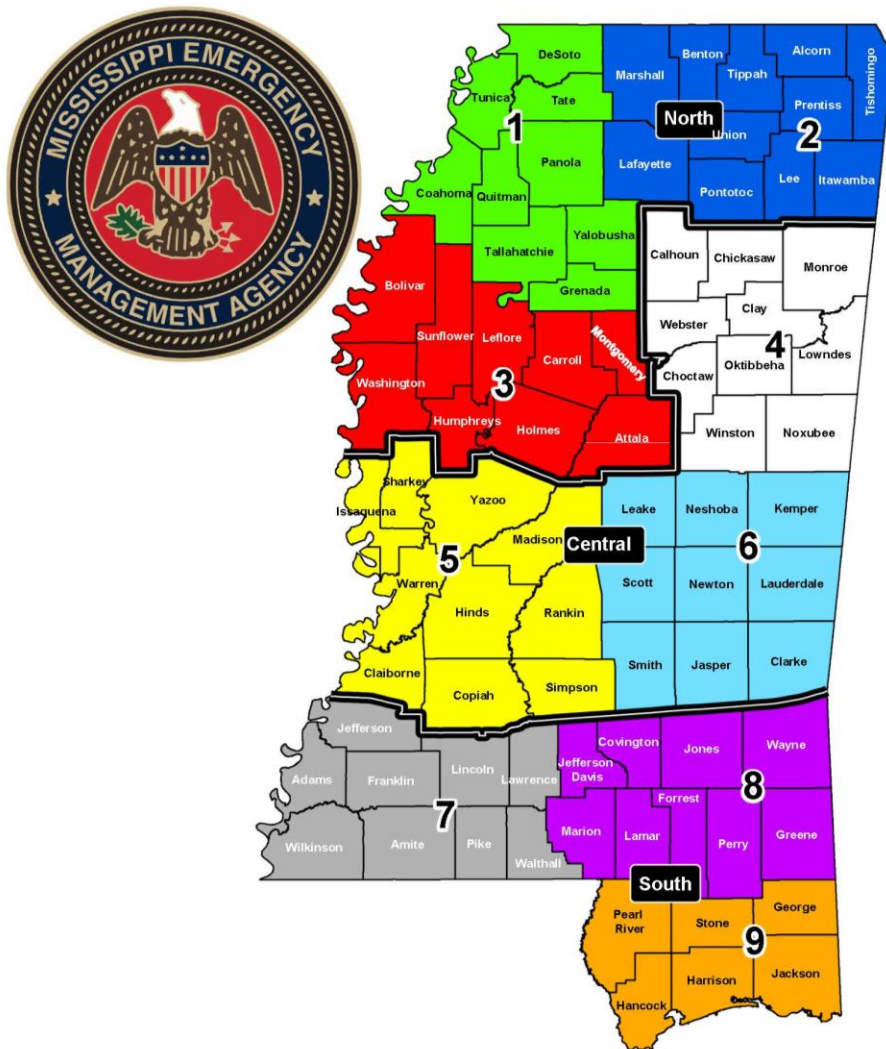 MISSISSIPPI EMERGENCY
MANAGEMENT AGENCY
DeSoto
Tunica
Tate
1
Panola
Coahoma
Quitman
Tallahatchie
Yalobusha
Grenada
Benton
Alcorn
Tishomingo
Marshall
Tippah
Prentiss
North
2
Union
Lafayette
Pontotoc
Lee
Itawamba
Bolivar
Sunflower
Leflore
Carroll
Montgomery
Washington
3
Humphreys
Holmes
Attala
Calhoun
Chickasaw
Monroe
Webster
Clay
4
Lowndes
Choctaw
Oktibbeha
Winston
Noxubee
Sharkey
Issaquena
Yazoo
Madison
Central
5
Warren
Hinds
Rankin
Claiborne
Copiah
Simpson
Leake
Neshoba
Kemper
6
Scott
Newton
Lauderdale
Smith
Jasper
Clarke
Jefferson
Adams
Franklin
Lincoln
Lawrence
7
Wilkinson
Amite
Pike
Walthall
Covington
Jones
Wayne
Jefferson
Davis
8
Forrest
Marion
Lamar
Perry
Greene
South
Pearl
River
Stone
George
9
Hancock
Harrison
Jackson